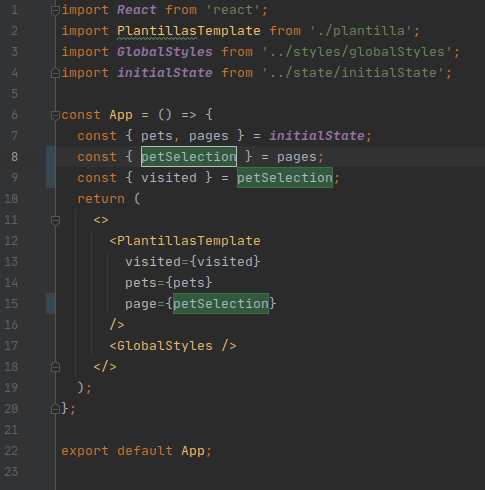 1 import React from 'react';
2 import PlantillasTemplate from './plantilla';
3 import GlobalStyles from '../styles/globalStyles';
4 import initialState from '../state/initialState';
5
6 const App = () => {
7   const { pets, pages } = initialState;
8   const { petSelection } = pages;
9   const { visited } = petSelection;
10   return (
11     <>
12       <PlantillasTemplate
13         visited={visited}
14         pets={pets}
15         page={petSelection}
16       />
17       <GlobalStyles />
18     </>
19   );
20 };
21
22 export default App;
23